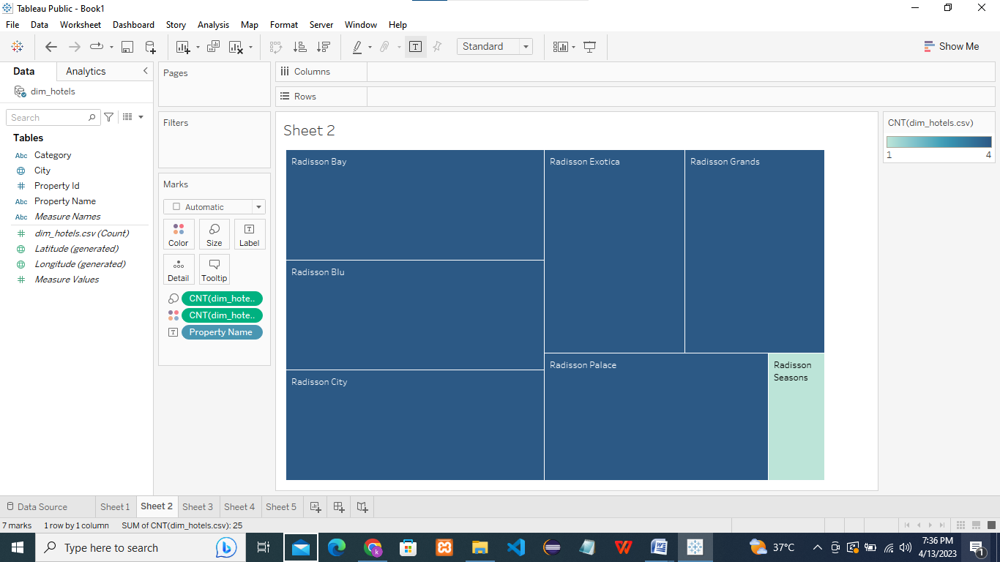 Tableau Public - Book1
File Data Worksheet Dashboard Story Analysis Map Format Server Window Help
Standard
Show Me
Data Analytics
dim_hotels
Search
Tables
Abc Category
City
# Property Id
Abc Property Name
Abc Measure Names
# dim_hotels.csv (Count)
Latitude (generated)
Longitude (generated)
# Measure Values
Pages
Filters
Marks
Automatic
Color Size Label
Detail Tooltip
CNT(dim_hote..
CNT(dim_hote..
Property Name
Columns
Rows
Sheet 2
Radisson Bay
Radisson Exotica
Radisson Grands
Radisson Blu
Radisson City
Radisson Palace
Radisson
Seasons
CNT(dim_hotels.csv)
1 4
Data Source Sheet 1 Sheet 2 Sheet 3 Sheet 4 Sheet 5
7 marks 1 row by 1 column SUM of CNT(dim_hotels.csv): 25
Type here to search
37°C
7:36 PM
4/13/2023
1